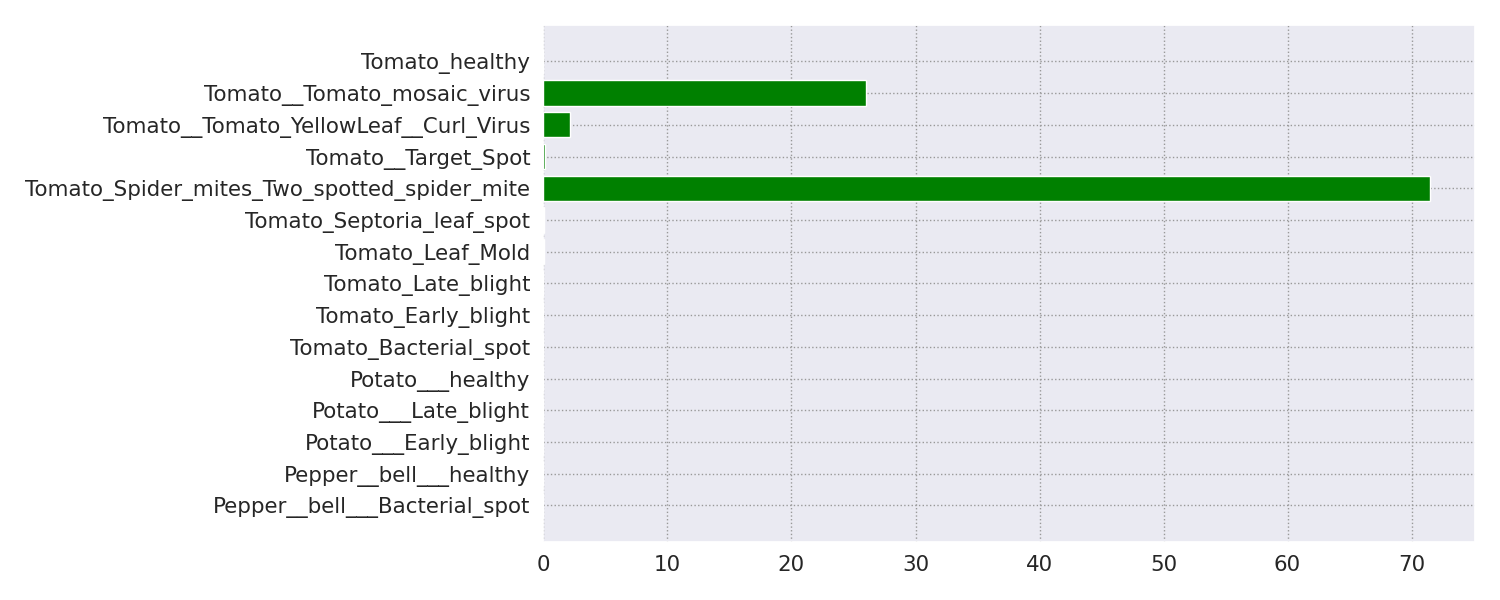 Tomato_healthy
Tomato__Tomato_mosaic_virus
Tomato__Tomato_YellowLeaf__Curl_Virus
Tomato__Target_Spot
Tomato_Spider_mites_Two_spotted_spider_mite
Tomato_Septoria_leaf_spot
Tomato_Leaf_Mold
Tomato_Late_blight
Tomato_Early_blight
Tomato_Bacterial_spot
Potato___healthy
Potato___Late_blight
Potato___Early_blight
Pepper__bell___healthy
Pepper__bell___Bacterial_spot
0 10 20 30 40 50 60 70